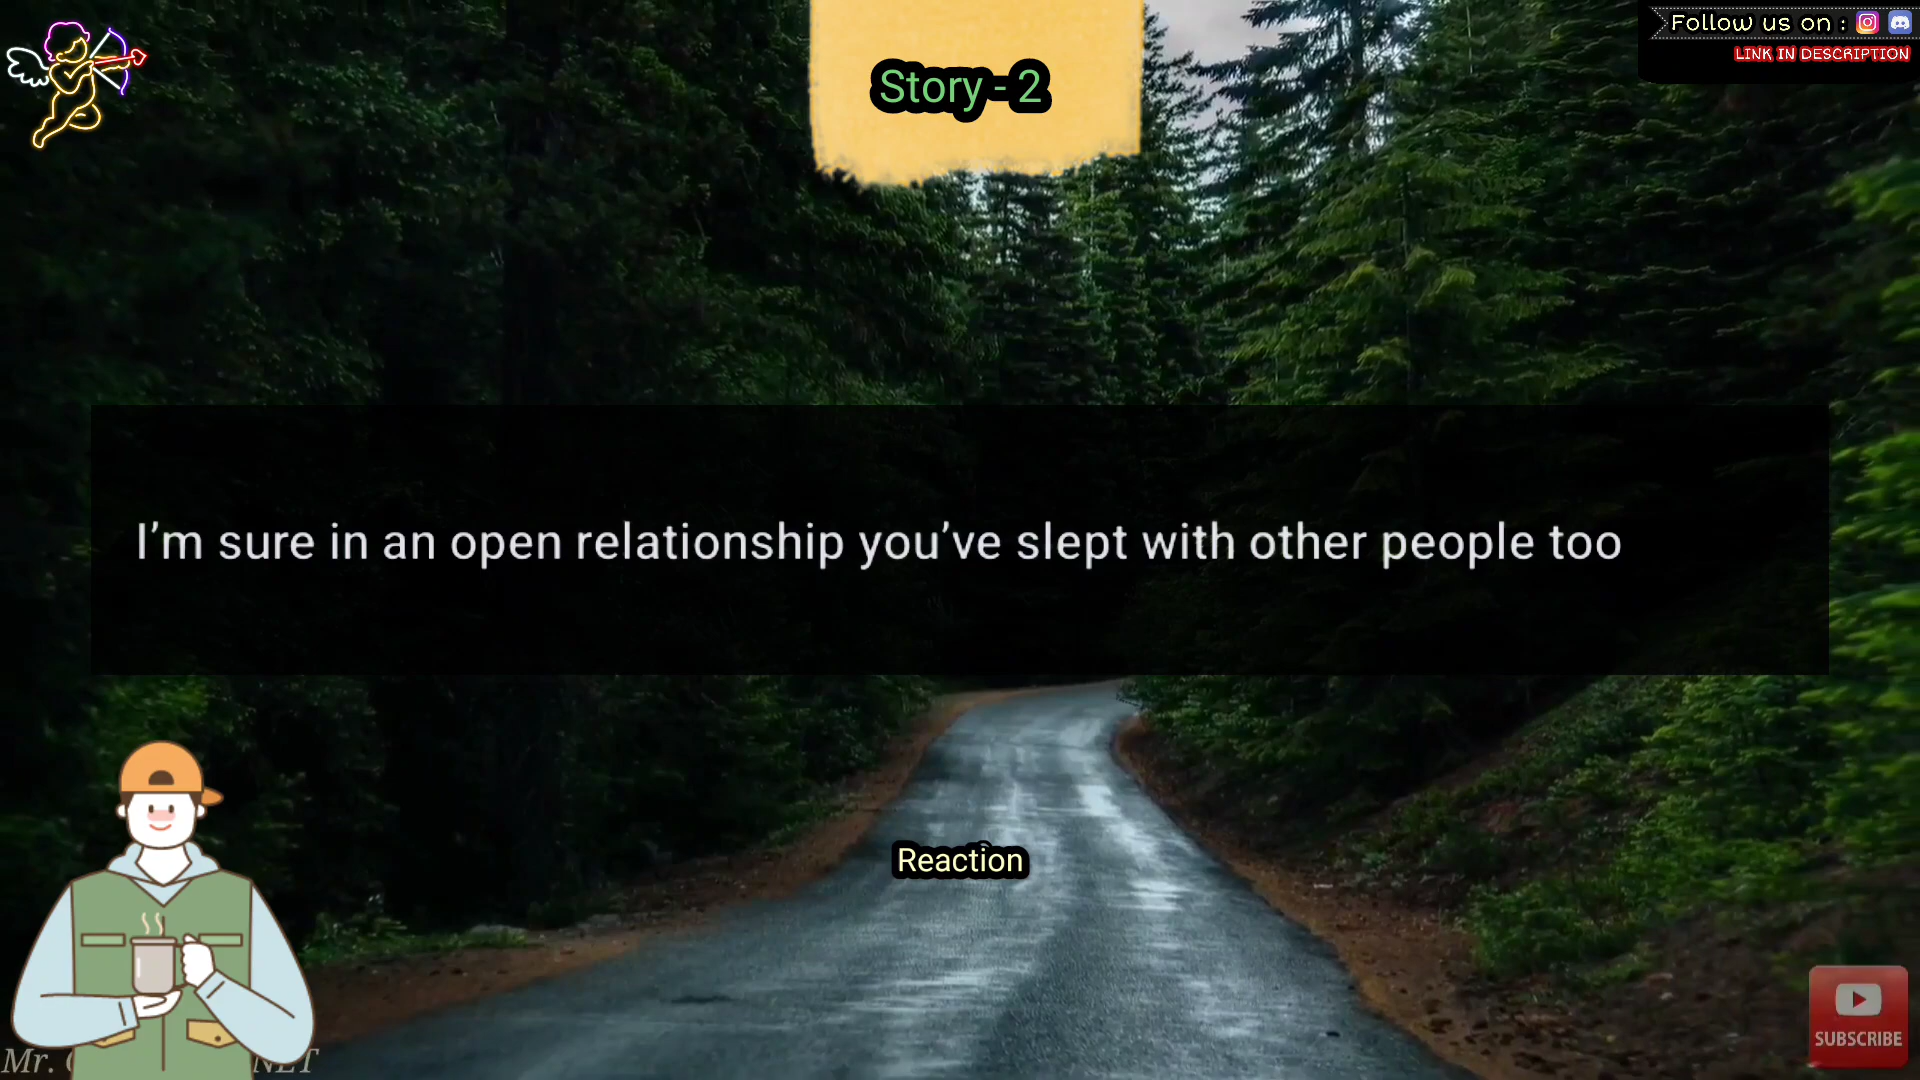 Follow us on :
LINK IN DESCRIPTION
Story - 2
I’m sure in an open relationship you’ve slept with other people too
Reaction
SUBSCRIBE
Mr.